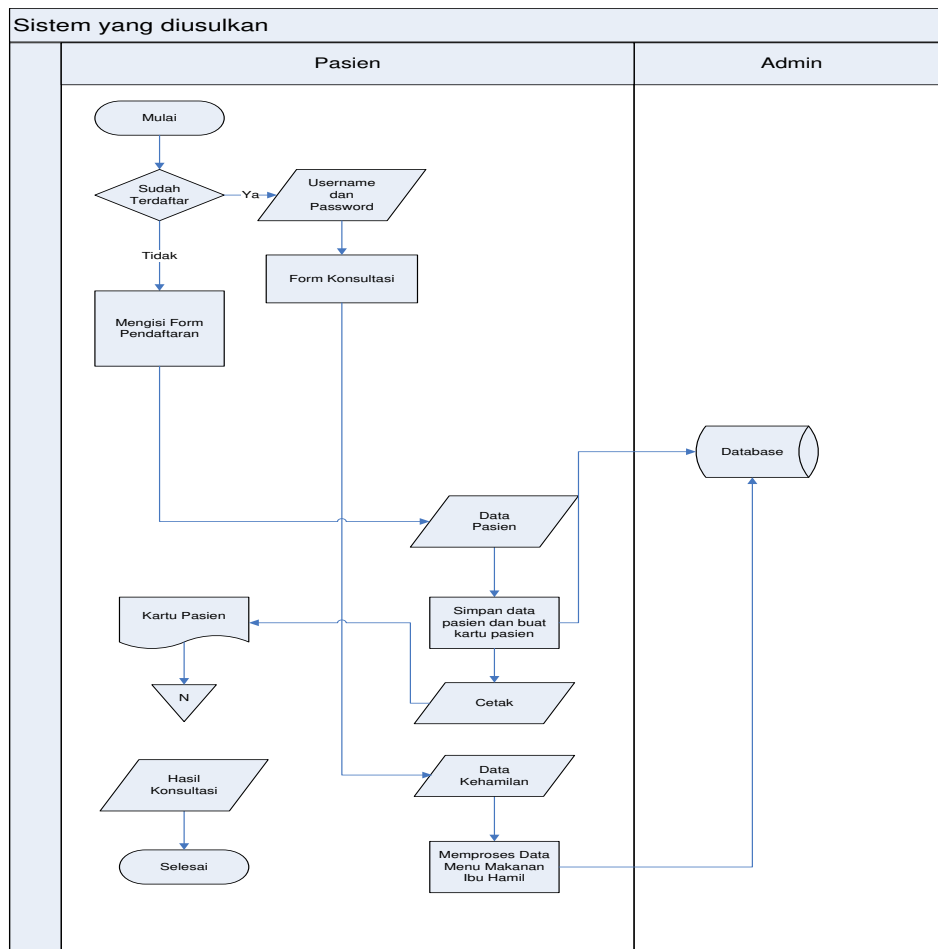 Sistem yang diusulkan
Pasien
Admin
Mulai
Sudah
Terdaftar
Ya
Username
dan
Password
Tidak
Form Konsultasi
Mengisi Form
Pendaftaran
Database
Data
Pasien
Kartu Pasien
Simpan data
pasien dan buat
kartu pasien
N
Cetak
Hasil
Konsultasi
Data
Kehamilan
Selesai
Memproses Data
Menu Makanan
Ibu Hamil